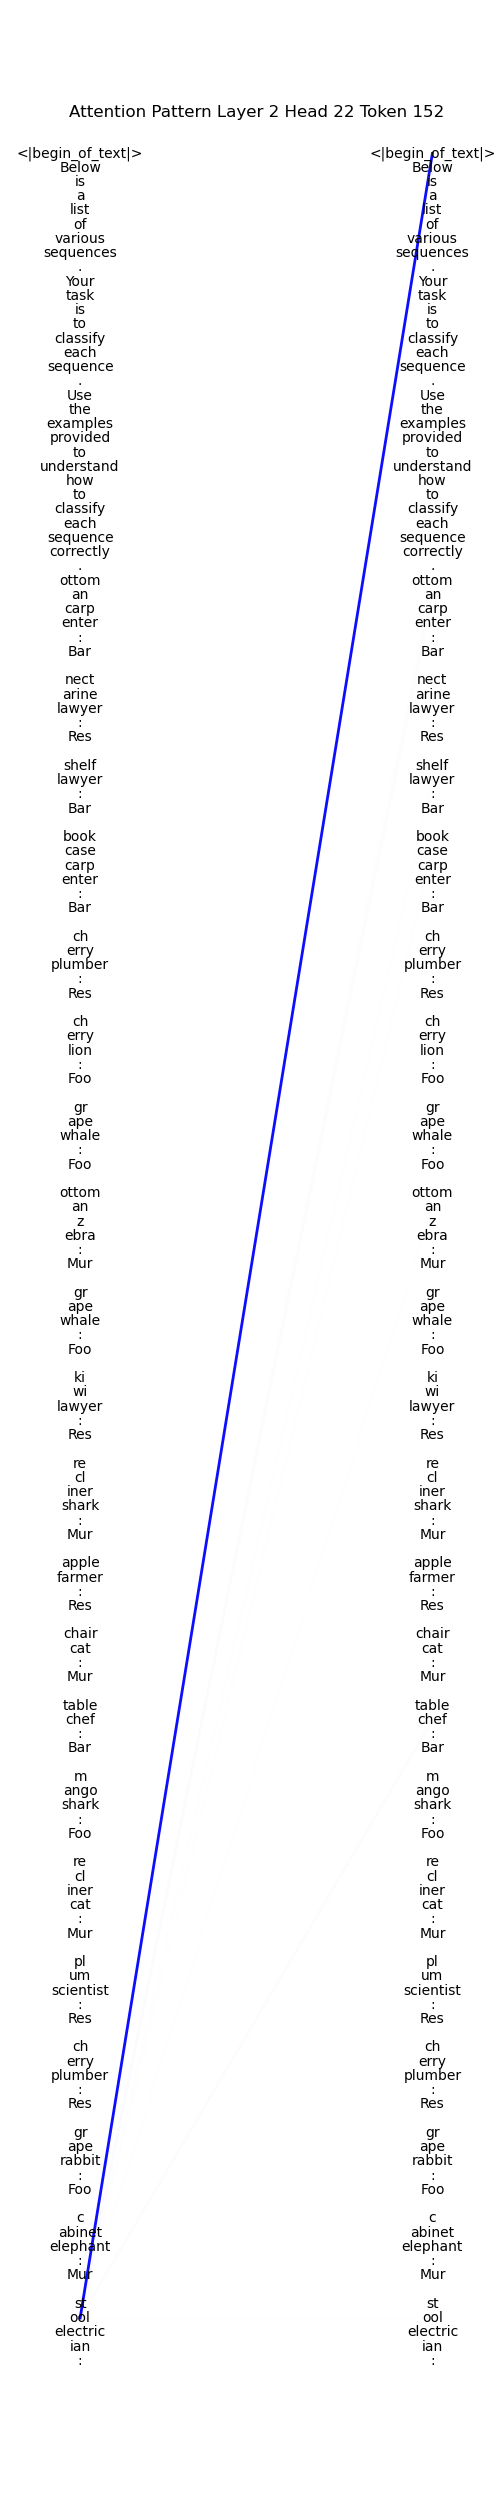 Attention Pattern Layer 2 Head 22 Token 152
<|begin_of_text|>
Below
is
a
list
of
various
sequences
.
Your
task
is
to
classify
each
sequence
.
Use
the
examples
provided
to
understand
how
to
classify
each
sequence
correctly
.
ottom
an
carp
enter
:
Bar
nect
arine
lawyer
:
Res
shelf
lawyer
:
Bar
book
case
carp
enter
:
Bar
ch
erry
plumber
:
Res
ch
erry
lion
:
Foo
gr
ape
whale
:
Foo
ottom
an
z
ebra
:
Mur
gr
ape
whale
:
Foo
ki
wi
lawyer
:
Res
re
cl
iner
shark
:
Mur
apple
farmer
:
Res
chair
cat
:
Mur
table
chef
:
Bar
m
ango
shark
:
Foo
re
cl
iner
cat
:
Mur
pl
um
scientist
:
Res
ch
erry
plumber
:
Res
gr
ape
rabbit
:
Foo
c
abinet
elephant
:
Mur
st
ool
electric
ian
:
<|begin_of_text|>
Below
is
a
list
of
various
sequences
.
Your
task
is
to
classify
each
sequence
.
Use
the
examples
provided
to
understand
how
to
classify
each
sequence
correctly
.
ottom
an
carp
enter
:
Bar
nect
arine
lawyer
:
Res
shelf
lawyer
:
Bar
book
case
carp
enter
:
Bar
ch
erry
plumber
:
Res
ch
erry
lion
:
Foo
gr
ape
whale
:
Foo
ottom
an
z
ebra
:
Mur
gr
ape
whale
:
Foo
ki
wi
lawyer
:
Res
re
cl
iner
shark
:
Mur
apple
farmer
:
Res
chair
cat
:
Mur
table
chef
:
Bar
m
ango
shark
:
Foo
re
cl
iner
cat
:
Mur
pl
um
scientist
:
Res
ch
erry
plumber
:
Res
gr
ape
rabbit
:
Foo
c
abinet
elephant
:
Mur
st
ool
electric
ian
: